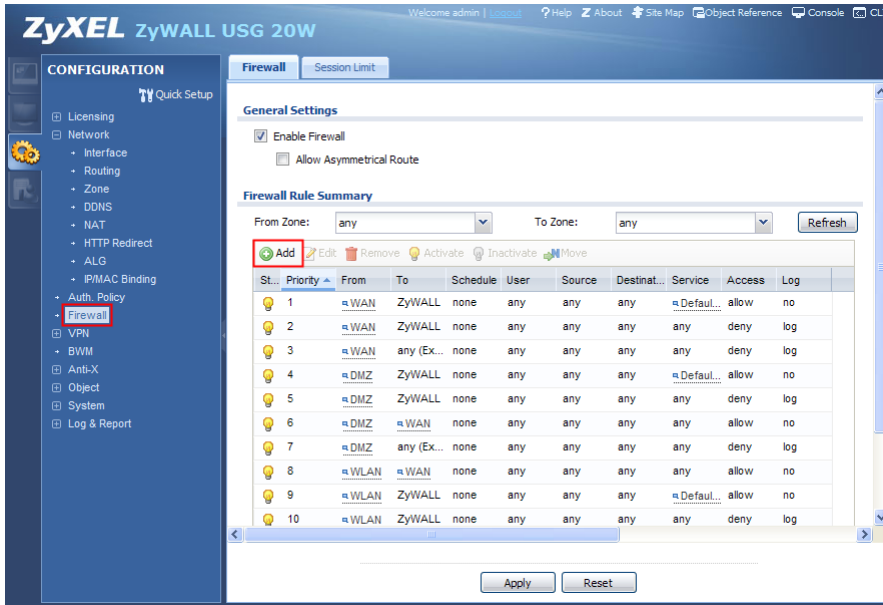 Welcome admin | Logout ? Help Z About Site Map Object Reference Console CL
ZyXEL ZyWALL USG 20W
CONFIGURATION
Quick Setup
Licensing
Network
Interface
Routing
Zone
DDNS
NAT
HTTP Redirect
ALG
IP/MAC Binding
Auth. Policy
Firewall
VPN
BWM
Anti-X
Object
System
Log & Report
Firewall Session Limit
General Settings
Enable Firewall
Allow Asymmetrical Route
Firewall Rule Summary
From Zone: any To Zone: any Refresh
Add Edit Remove Activate Inactivate Move
St... Priority From To Schedule User Source Destinat... Service Access Log
1 WAN ZyWALL none any any any Defaul... allow no
2 WAN ZyWALL none any any any any deny log
3 WAN any (Ex... none any any any any deny log
4 DMZ ZyWALL none any any any Defaul... allow no
5 DMZ ZyWALL none any any any any deny log
6 DMZ WAN none any any any any allow no
7 DMZ any (Ex... none any any any any deny log
8 WLAN WAN none any any any any allow no
9 WLAN ZyWALL none any any any Defaul... allow no
10 WLAN ZyWALL none any any any any deny log
Apply Reset